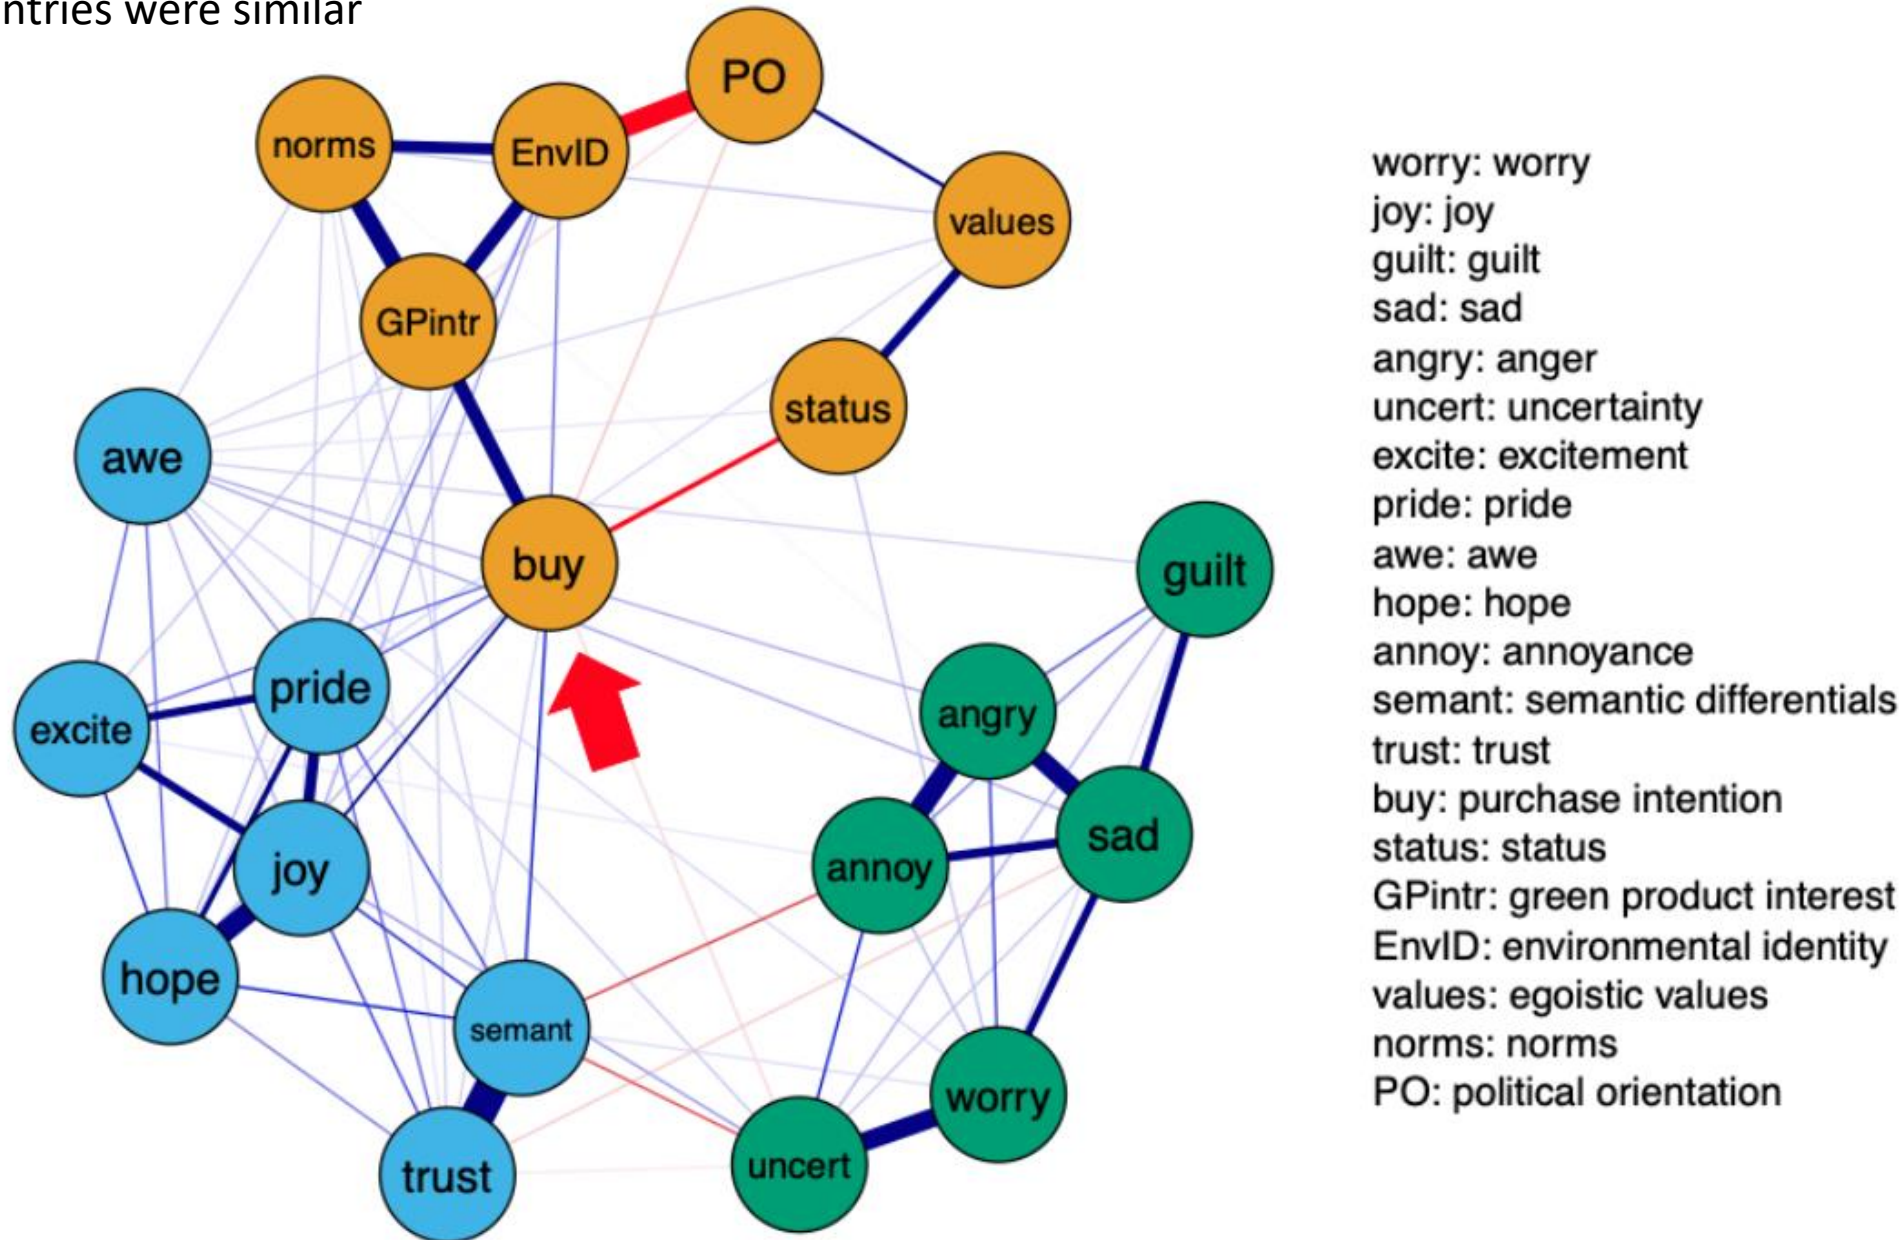 ntries were similar
PO
norms
EnvID
values
GPintr
status
awe
buy
guilt
pride
angry
excite
sad
annoy
joy
hope
semant
worry
uncert
trust
worry: worry
joy: joy
guilt: guilt
sad: sad
angry: anger
uncert: uncertainty
excite: excitement
pride: pride
awe: awe
hope: hope
annoy: annoyance
semant: semantic differentials
trust: trust
buy: purchase intention
status: status
GPintr: green product interest
EnvID: environmental identity
values: egoistic values
norms: norms
PO: political orientation